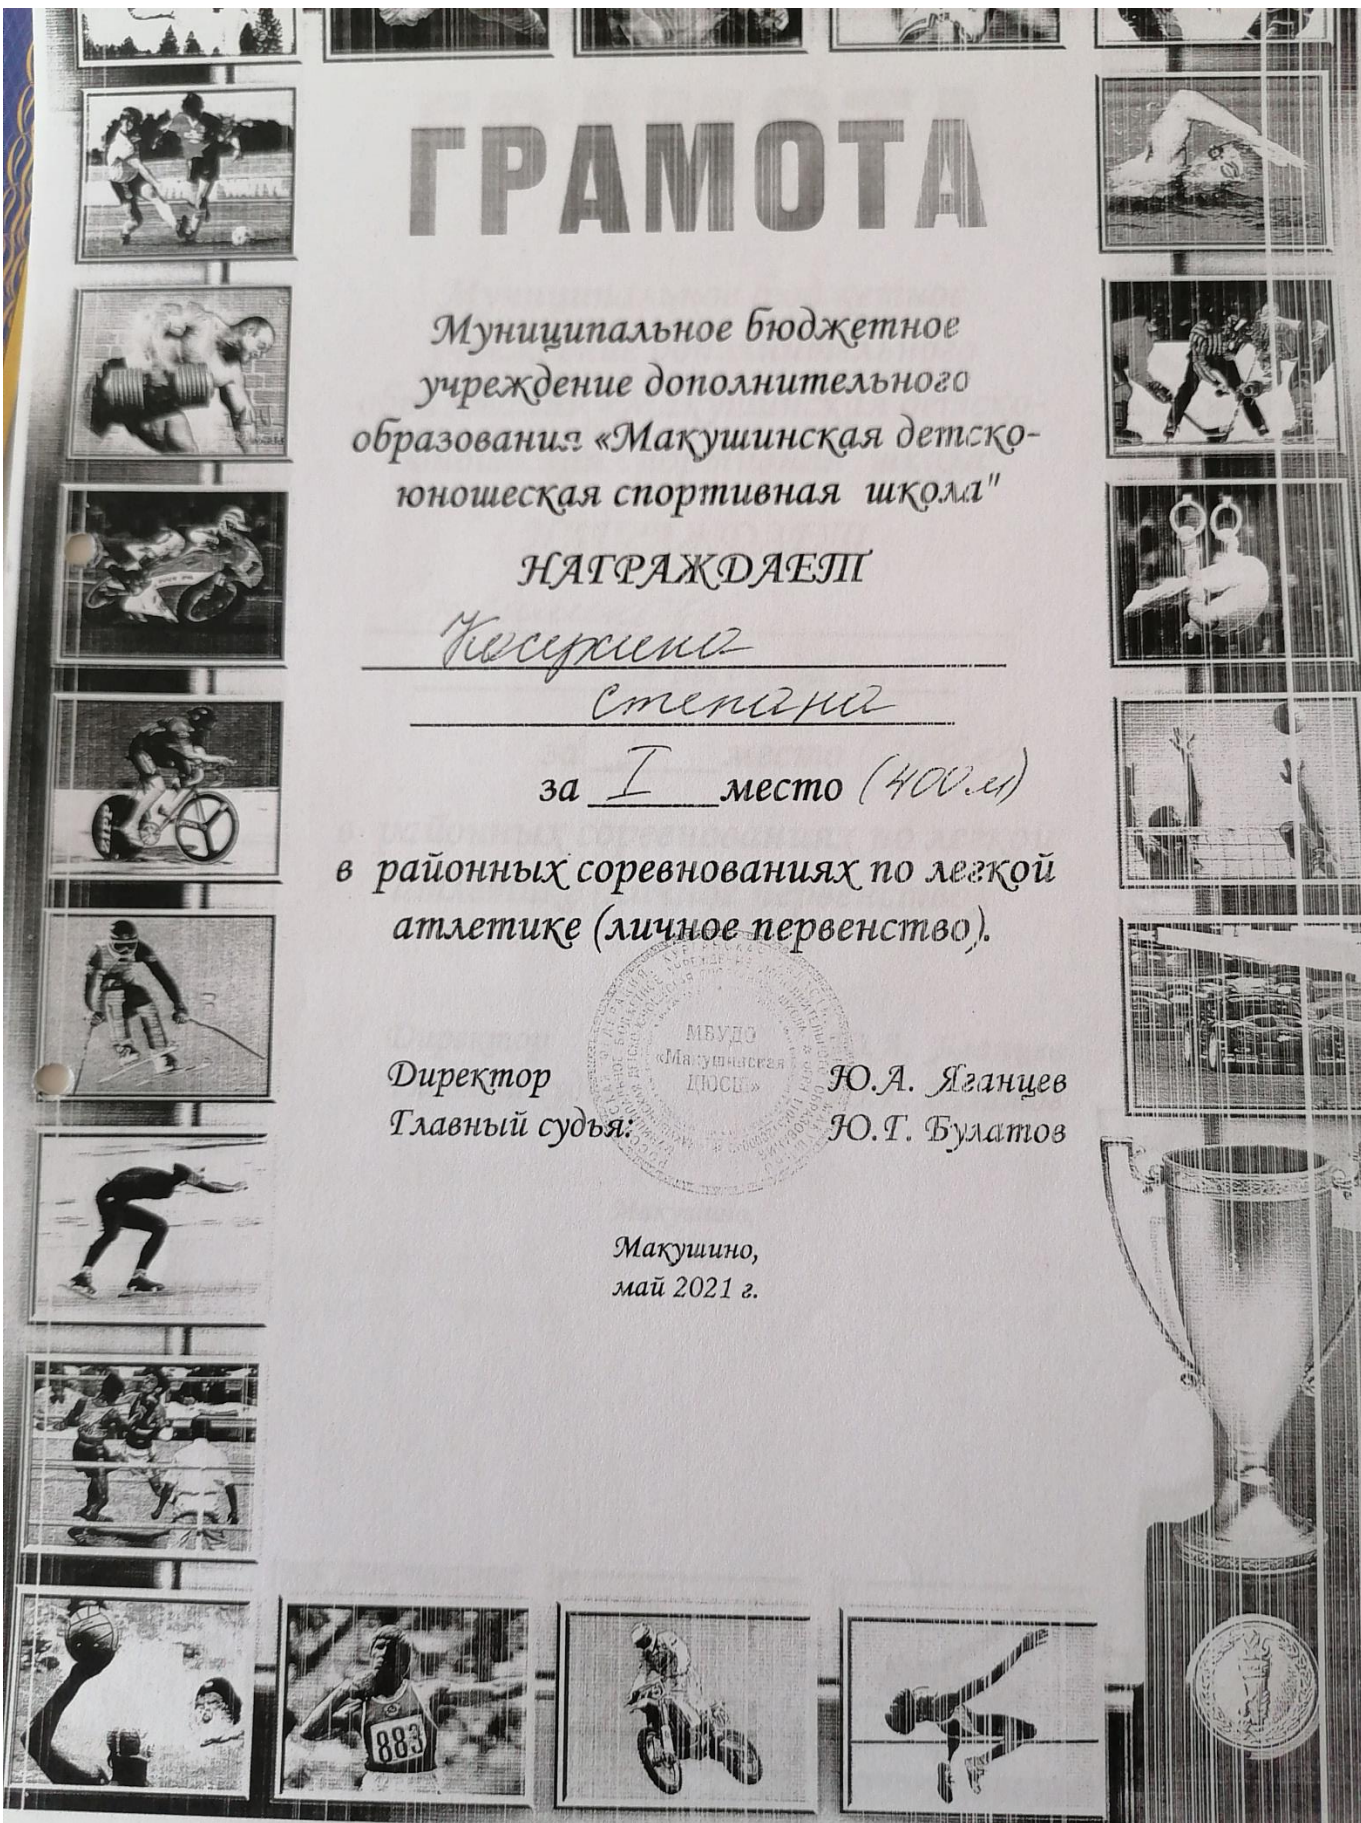 ГРАМОТА
Муниципальное бюджетное
учреждение дополнительного
образования «Макушинская детско-
юношеская спортивная школа"
НАГРАЖДАЕТ
Степана
за I место (400 м)
в районных соревнованиях по легкой
атлетике (личное первенство).
МБУДО
«Макушинская
ДЮСШ»
Директор Ю.А. Яганцев
Главный судья: Ю.Г. Булатов
Макушино,
май 2021 г.
883